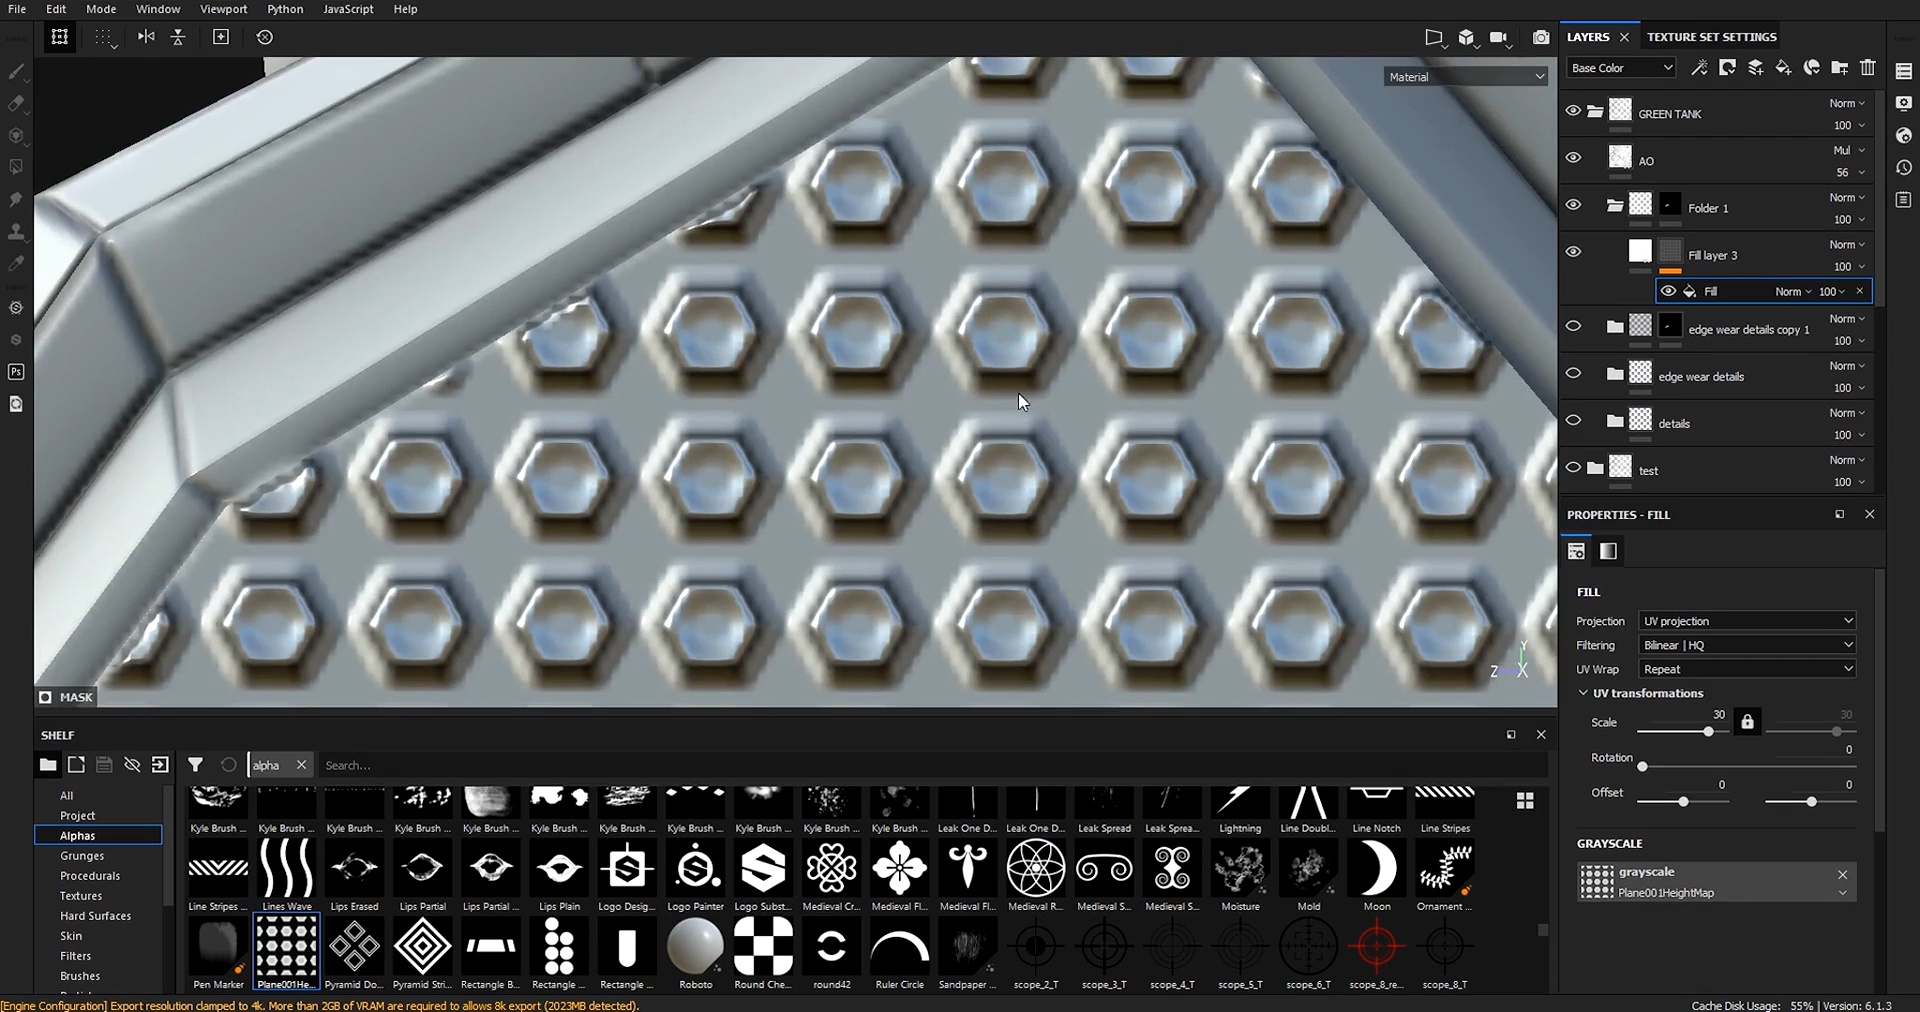 File Edit Mode Window Viewport Python JavaScript Help
LAYERS TEXTURE SET SETTINGS
Material
Base Color
GREEN TANK Norm 100
AO Mul 56
Folder 1 Norm 100
Fill layer 3 Norm 100
Fill Norm 100
edge wear details copy 1 Norm 100
edge wear details Norm 100
details Norm 100
test Norm 100
PROPERTIES - FILL
FILL
Projection UV projection
Filtering Bilinear | HQ
UV Wrap Repeat
UV transformations
Scale 30 30
Rotation 0
Offset 0 0
GRAYSCALE
grayscale
Plane001HeightMap
Y
Z X
MASK
SHELF
alpha Search...
All
Project
Alphas
Grunges
Procedurals
Textures
Hard Surfaces
Skin
Filters
Brushes
Kyle Brush ... Kyle Brush ... Kyle Brush ... Kyle Brush ... Kyle Brush ... Kyle Brush ... Kyle Brush ... Kyle Brush ... Kyle Brush ... Kyle Brush ... Kyle Brush ... Leak One D... Leak One D... Leak Spread Leak Sprea... Lightning Line Doubl... Line Notch Line Stripes
Line Stripes ... Lines Wave Lips Erased Lips Partial Lips Partial ... Lips Plain Logo Desig... Logo Painter Logo Subst... Medieval Cr... Medieval Fl... Medieval Fl... Medieval R... Medieval S... Medieval S... Moisture Mold Moon Ornament ...
Pen Marker Plane001He... Pyramid Do... Pyramid Stri... Rectangle B... Rectangle ... Rectangle ... Roboto Round Che... round42 Ruler Circle Sandpaper ... scope_2_T scope_3_T scope_4_T scope_5_T scope_6_T scope_8_re... scope_8_T
[Engine Configuration] Export resolution clamped to 4k. More than 2GB of VRAM are required to allows 8k export (2023MB detected).
Cache Disk Usage: 55% | Version: 6.1.3